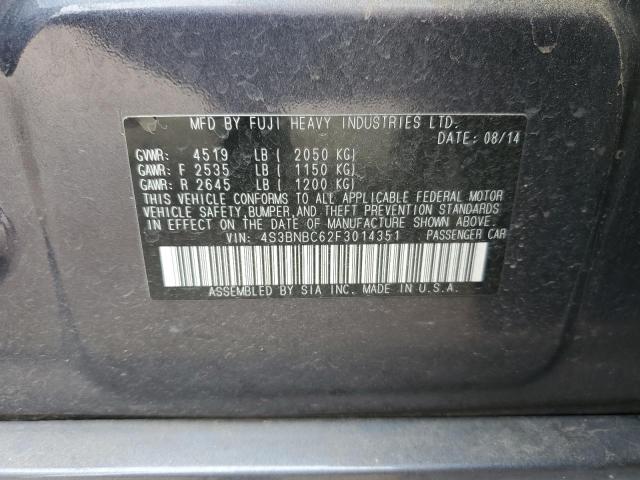 MFD BY FUJI HEAVY INDUSTRIES LTD.
DATE: 08/14
GVWR: 4519 LB ( 2050 KG)
GAWR: F 2535 LB ( 1150 KG)
GAWR: R 2645 LB ( 1200 KG)
THIS VEHICLE CONFORMS TO ALL APPLICABLE FEDERAL MOTOR
VEHICLE SAFETY, BUMPER, AND THEFT PREVENTION STANDARDS
IN EFFECT ON THE DATE OF MANUFACTURE SHOWN ABOVE.
VIN: 4S3BNBC62F3014351 PASSENGER CAR
ASSEMBLED BY SIA INC. MADE IN U.S.A.